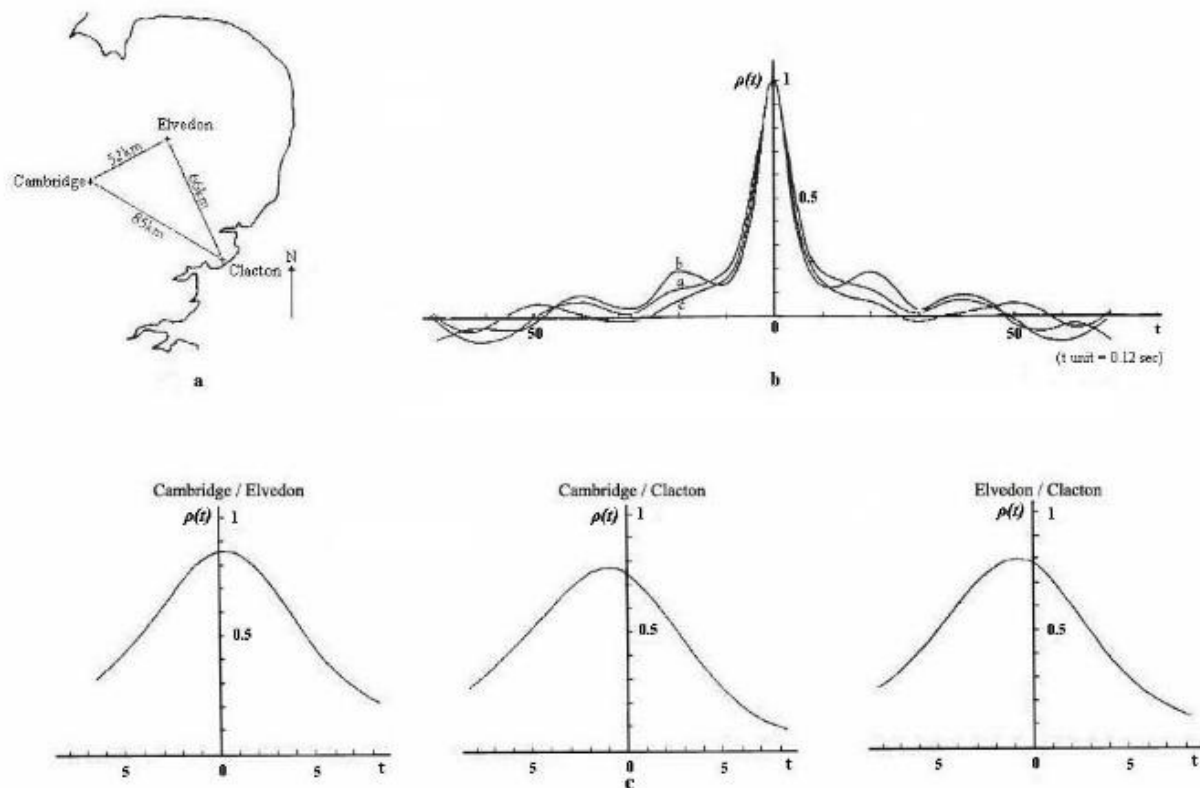 Elvedon
52km
Cambridge
66km
85km
N
Clacton
a
ρ(t)
1
0.5
b
a
c
50
0
50
t
(t unit = 0.12 sec)
b
Cambridge / Elvedon
ρ(t)
1
0.5
5
0
5
t
Cambridge / Clacton
ρ(t)
1
0.5
5
0
5
t
c
Elvedon / Clacton
ρ(t)
1
0.5
5
0
5
t